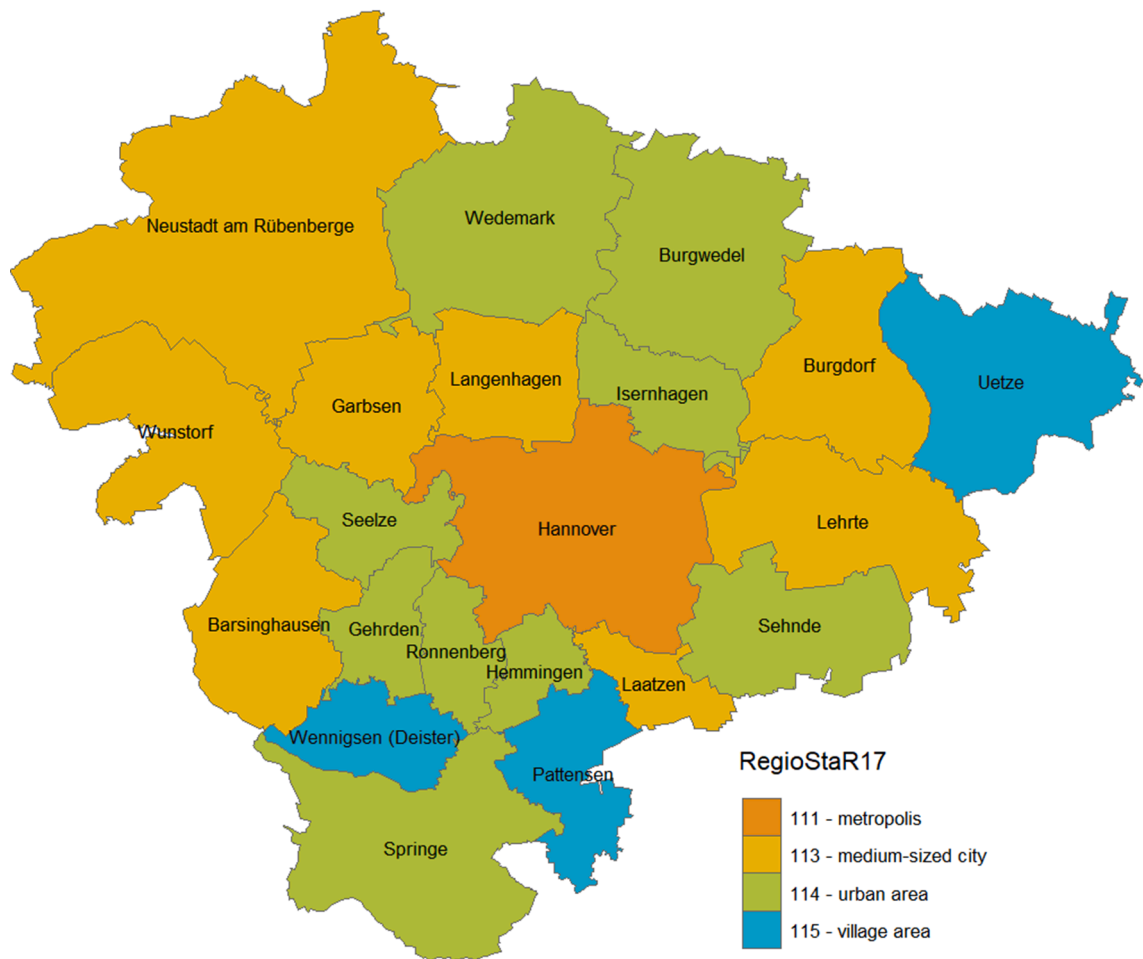 Wedemark
Neustadt am Rübenberge
Burgwedel
Burgdorf
Langenhagen
Uetze
Isernhagen
Garbsen
Wunstorf
Seelze
Lehrte
Hannover
Barsinghausen
Gehrden
Sehnde
Ronnenberg
Hemmingen
Laatzen
Wennigsen (Deister)
Pattensen
Springe
RegioStaR17
111 - metropolis
113 - medium-sized city
114 - urban area
115 - village area